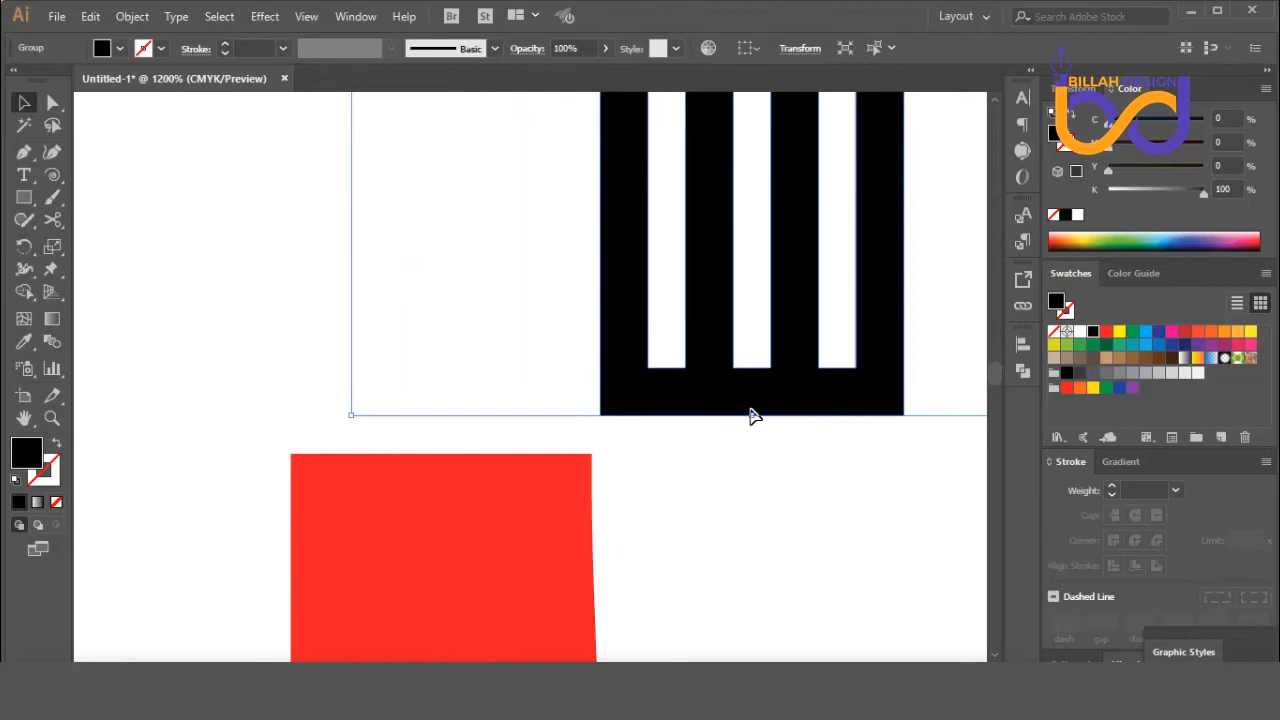 Ai File Edit Object Type Select Effect View Window Help Br St Layout Search Adobe Stock
Group Stroke: Basic Opacity: 100% Style: Transform
Untitled-1* @ 1200% (CMYK/Preview)
BILLAH DESIGN
Color
C 0 %
M 0 %
Y 0 %
K 100 %
Swatches Color Guide
Stroke Gradient
Weight:
Cap:
Corner: Limit: x
Align Stroke:
Dashed Line
dash gap
Graphic Styles